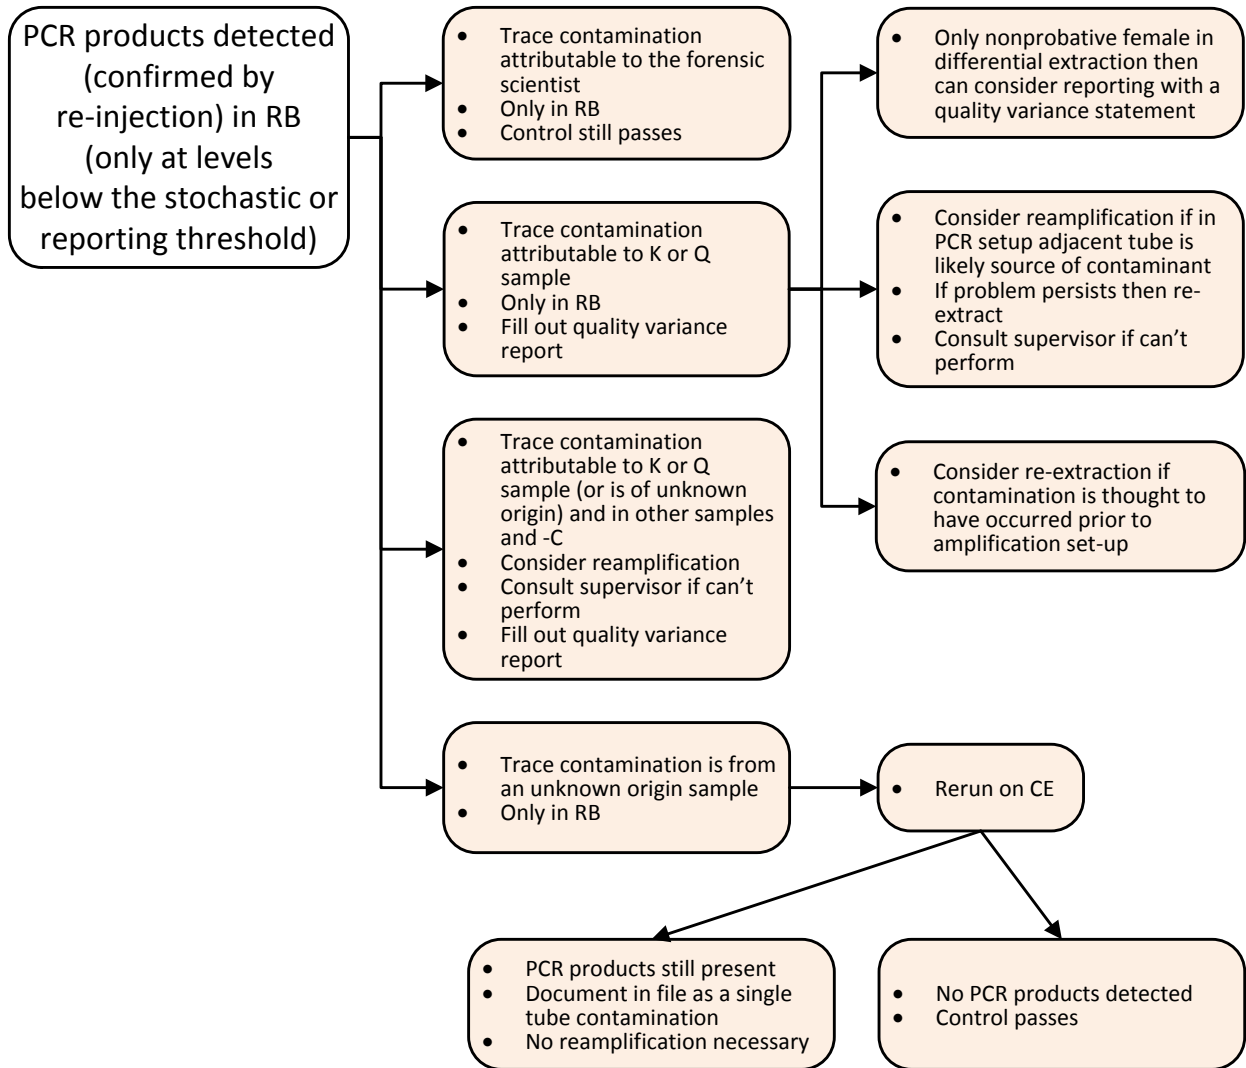 PCR products detected
(confirmed by
re-injection) in RB
(only at levels
below the stochastic or
reporting threshold)
• Trace contamination
attributable to the forensic
scientist
• Only in RB
• Control still passes
• Trace contamination
attributable to K or Q
sample
• Only in RB
• Fill out quality variance
report
• Only nonprobative female in
differential extraction then
can consider reporting with a
quality variance statement
• Consider reamplification if in
PCR setup adjacent tube is
likely source of contaminant
• If problem persists then re-
extract
• Consult supervisor if can’t
perform
• Consider re-extraction if
contamination is thought to
have occurred prior to
amplification set-up
• Trace contamination
attributable to K or Q
sample (or is of unknown
origin) and in other samples
and -C
• Consider reamplification
• Consult supervisor if can’t
perform
• Fill out quality variance
report
• Trace contamination is from
an unknown origin sample
• Only in RB
• Rerun on CE
• PCR products still present
• Document in file as a single
tube contamination
• No reamplification necessary
• No PCR products detected
• Control passes